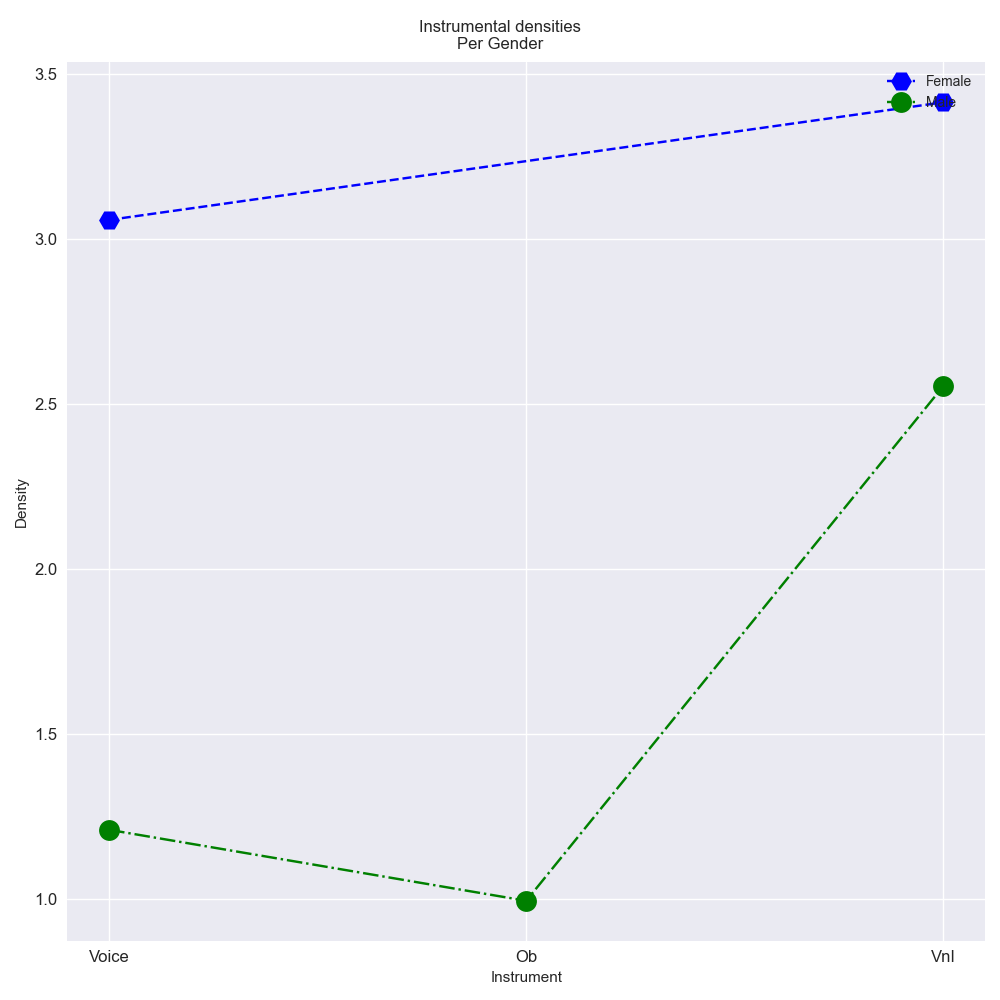 Instrumental densities
Per Gender
3.5
3.0
2.5
2.0
1.5
1.0
Density
Female
Male
Voice
Ob
Vnl
Instrument